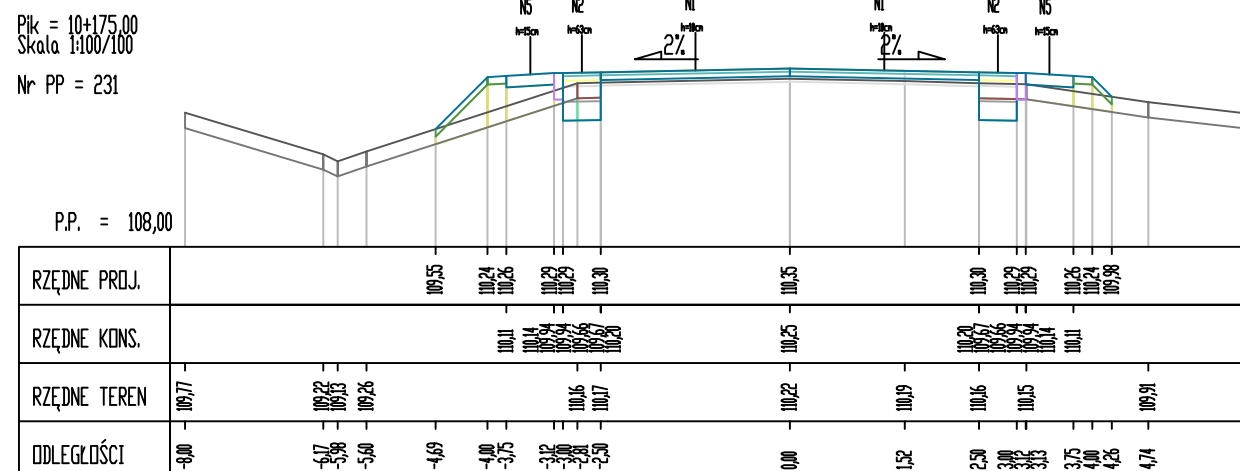 N5 N2 N1 N1 N2 N5
h=15cm h=63cm h=10cm h=10cm h=63cm h=15cm
Pik = 10+175,00
Skala 1:100/100
2% 2%
Nr PP = 231
P.P. = 108,00
RZĘDNE PROJ. 109,55 110,24 110,26 110,29 110,29 110,30 110,35 110,30 110,29 110,29 110,26 110,24 109,98
RZĘDNE KONS. 110,11 110,14 109,94 109,94 109,66 109,67 110,20 110,25 110,20 109,67 109,66 109,94 109,94 110,14 110,11
RZĘDNE TEREN 109,77 109,22 109,13 109,26 110,16 110,17 110,22 110,19 110,16 110,15 109,91
ODLEGŁOŚCI -8,00 -6,17 -5,98 -5,60 -4,69 -4,00 -3,75 -3,12 -3,00 -2,81 -2,50 0,00 1,52 2,50 3,00 3,12 3,13 3,75 4,00 4,26 4,74